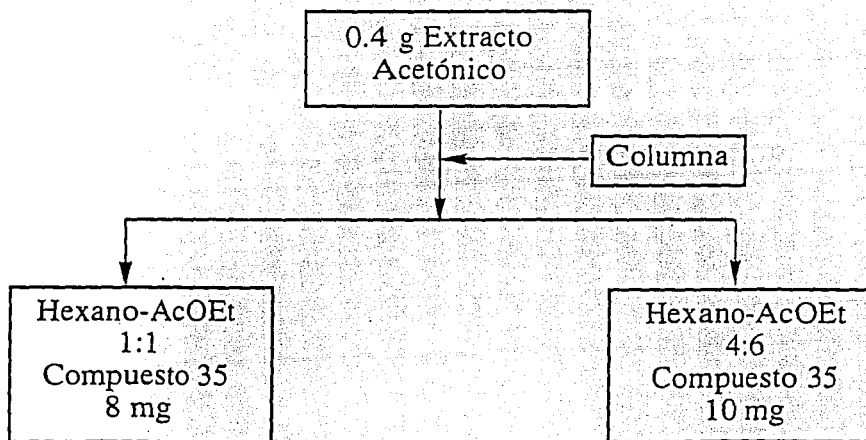 0.4 g Extracto
Acetónico
Columna
Hexano-AcOEt
1:1
Compuesto 35
8 mg
Hexano-AcOEt
4:6
Compuesto 35
10 mg